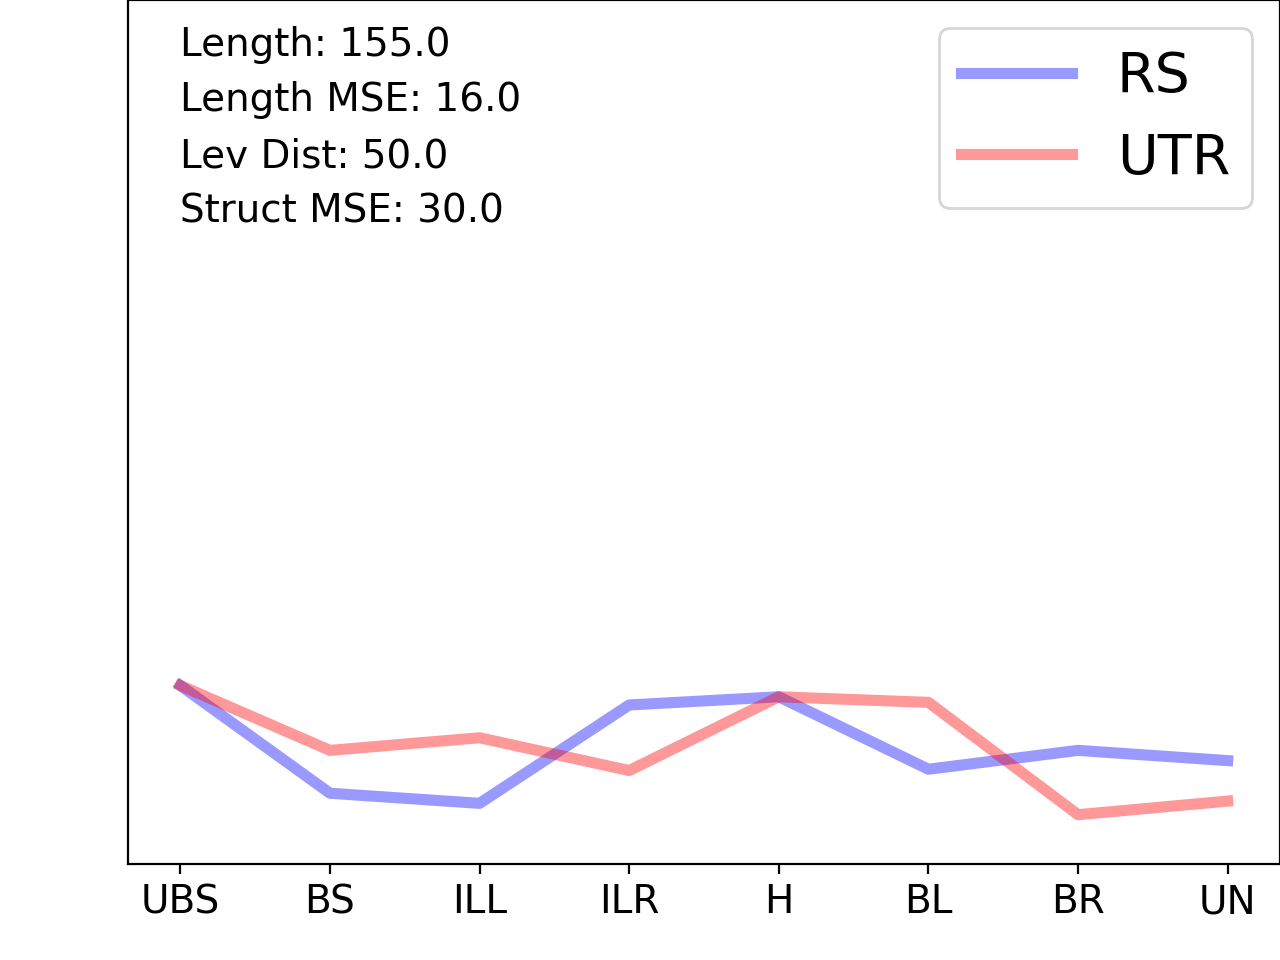 Length: 155.0
Length MSE: 16.0
Lev Dist: 50.0
Struct MSE: 30.0
RS
UTR
UBS BS ILL ILR H BL BR UN